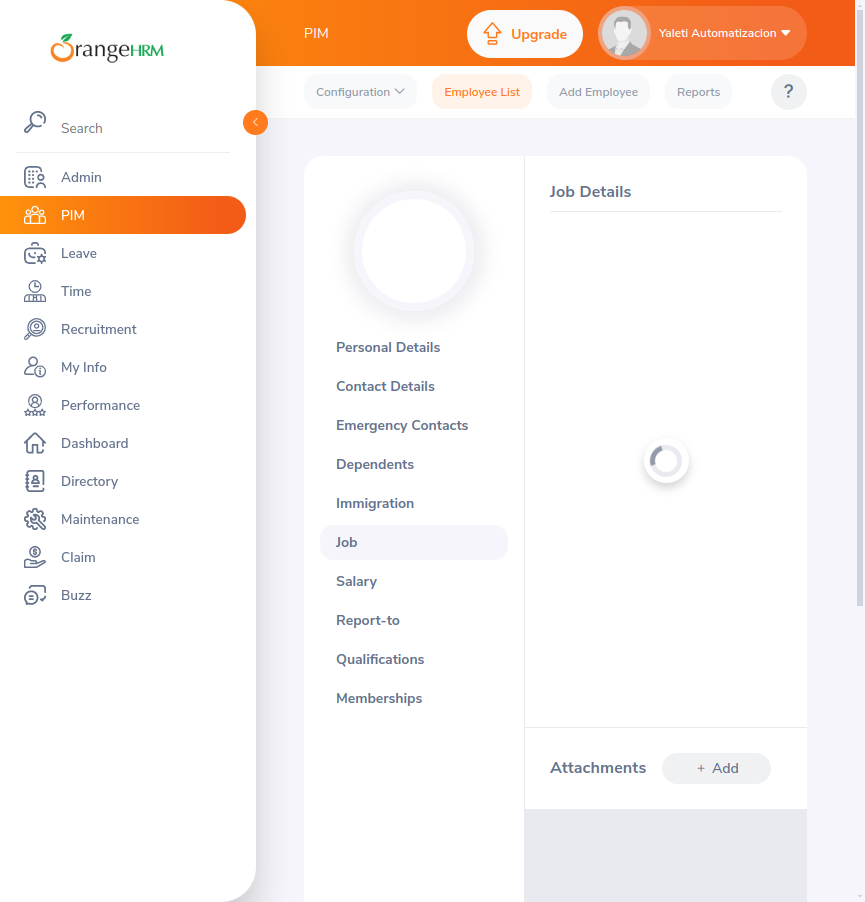 OrangeHRM
PIM
Upgrade
Yaleti Automatizacion
Configuration
Employee List
Add Employee
Reports
?
Search
Admin
PIM
Leave
Time
Recruitment
My Info
Performance
Dashboard
Directory
Maintenance
Claim
Buzz
Personal Details
Contact Details
Emergency Contacts
Dependents
Immigration
Job
Salary
Report-to
Qualifications
Memberships
Job Details
Attachments
+ Add